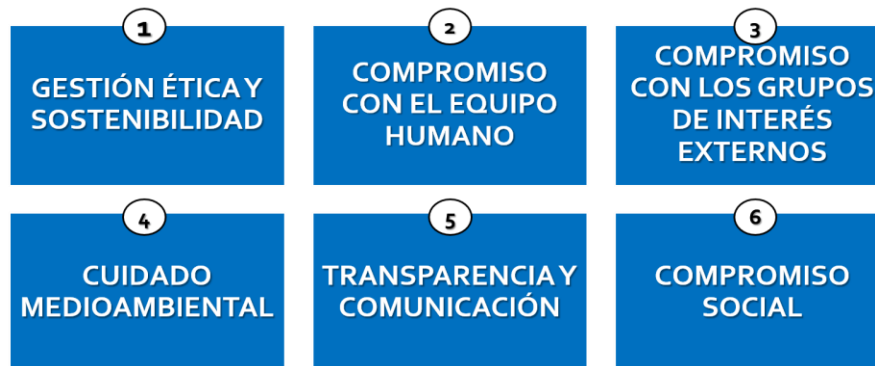 1
GESTIÓN ÉTICA Y
SOSTENIBILIDAD
2
COMPROMISO
CON EL EQUIPO
HUMANO
3
COMPROMISO
CON LOS GRUPOS
DE INTERÉS
EXTERNOS
4
CUIDADO
MEDIOAMBIENTAL
5
TRANSPARENCIA Y
COMUNICACIÓN
6
COMPROMISO
SOCIAL